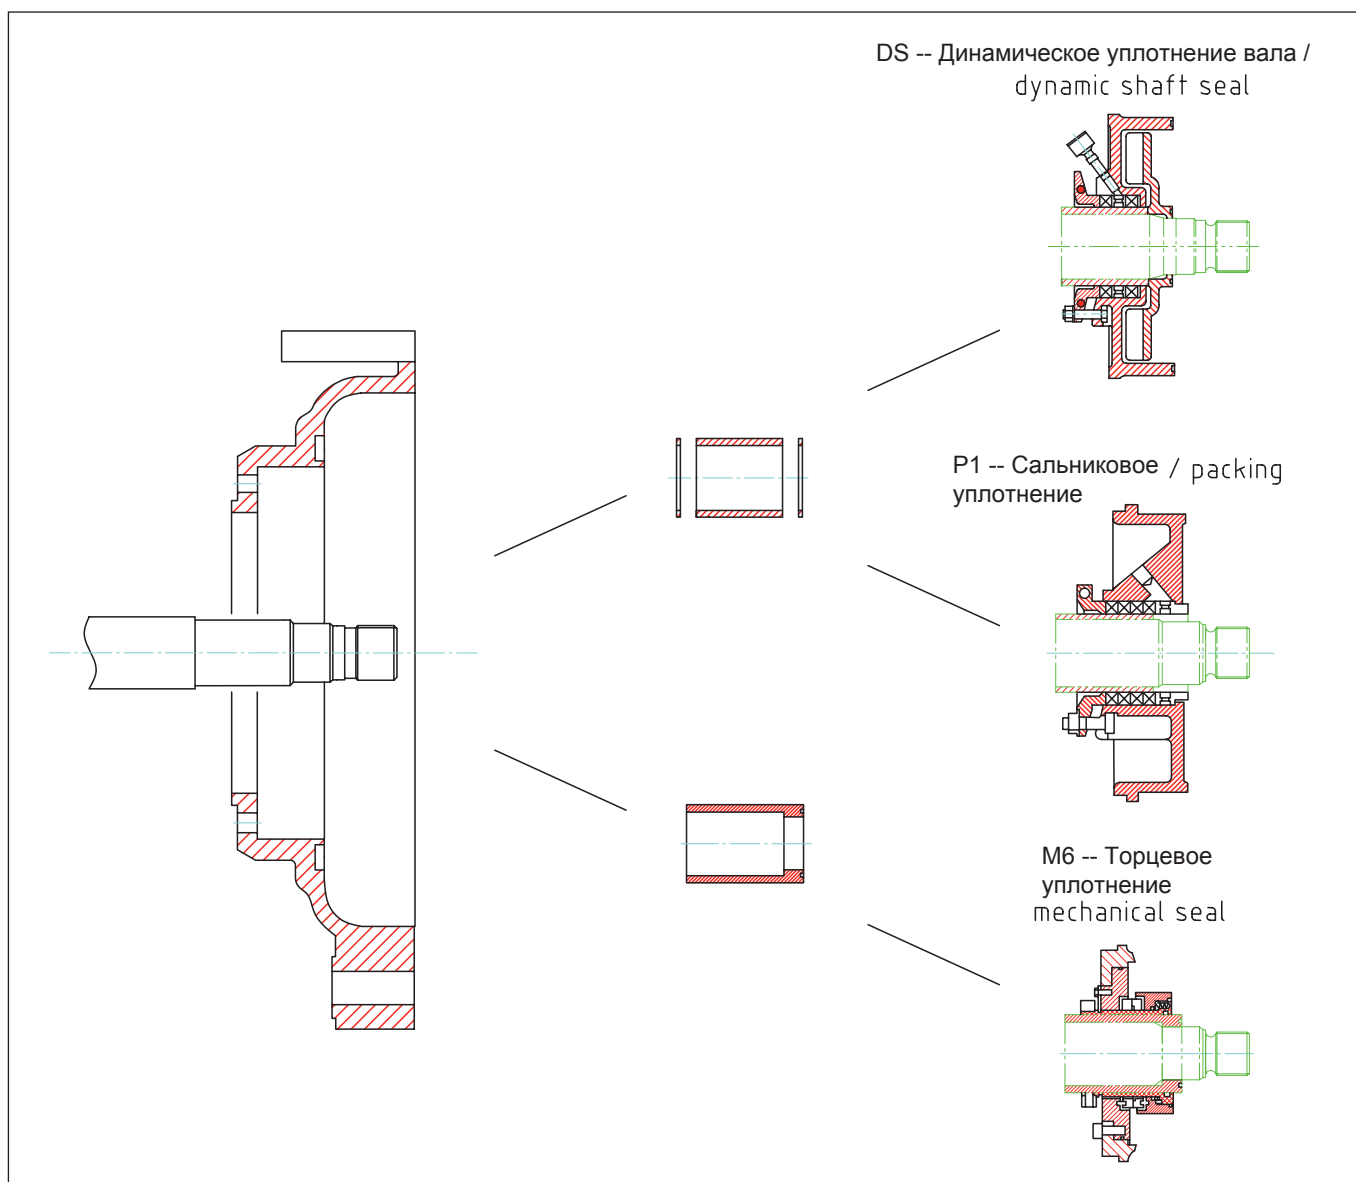 DS -- Динамическое уплотнение вала /
dynamic shaft seal
P1 -- Сальниковое / packing
уплотнение
M6 -- Торцевое
уплотнение
mechanical seal